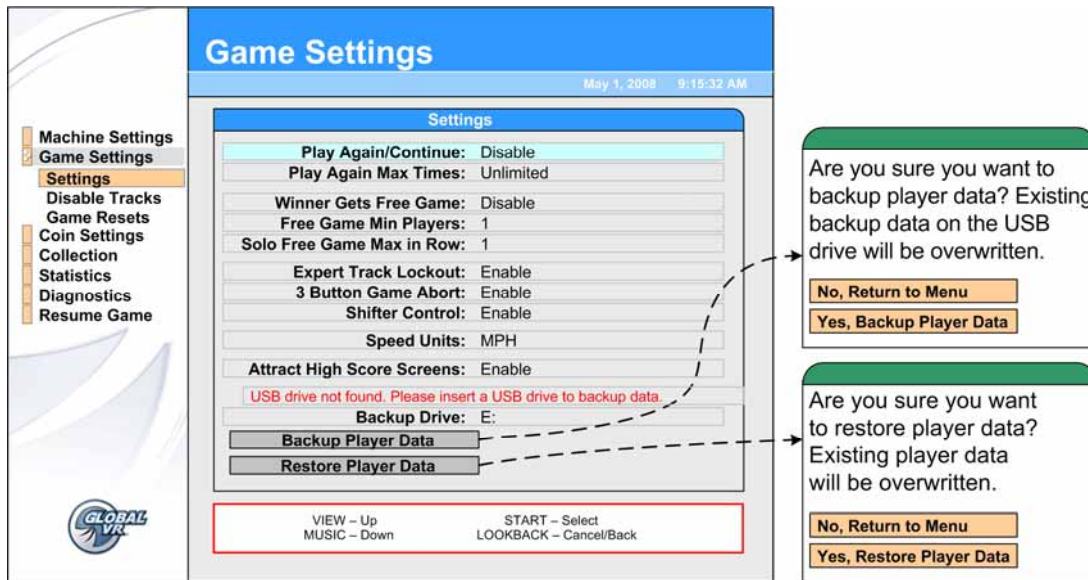 Game Settings
May 1, 2008 9:15:32 AM
Machine Settings
Game Settings
Settings
Disable Tracks
Game Resets
Coin Settings
Collection
Statistics
Diagnostics
Resume Game
GLOBAL
VR
Settings
Play Again/Continue: Disable
Play Again Max Times: Unlimited
Winner Gets Free Game: Disable
Free Game Min Players: 1
Solo Free Game Max in Row: 1
Expert Track Lockout: Enable
3 Button Game Abort: Enable
Shifter Control: Enable
Speed Units: MPH
Attract High Score Screens: Enable
USB drive not found. Please insert a USB drive to backup data.
Backup Drive: E:
Backup Player Data
Restore Player Data
VIEW – Up START – Select
MUSIC – Down LOOKBACK – Cancel/Back
Are you sure you want to
backup player data? Existing
backup data on the USB
drive will be overwritten.
No, Return to Menu
Yes, Backup Player Data
Are you sure you want
to restore player data?
Existing player data
will be overwritten.
No, Return to Menu
Yes, Restore Player Data